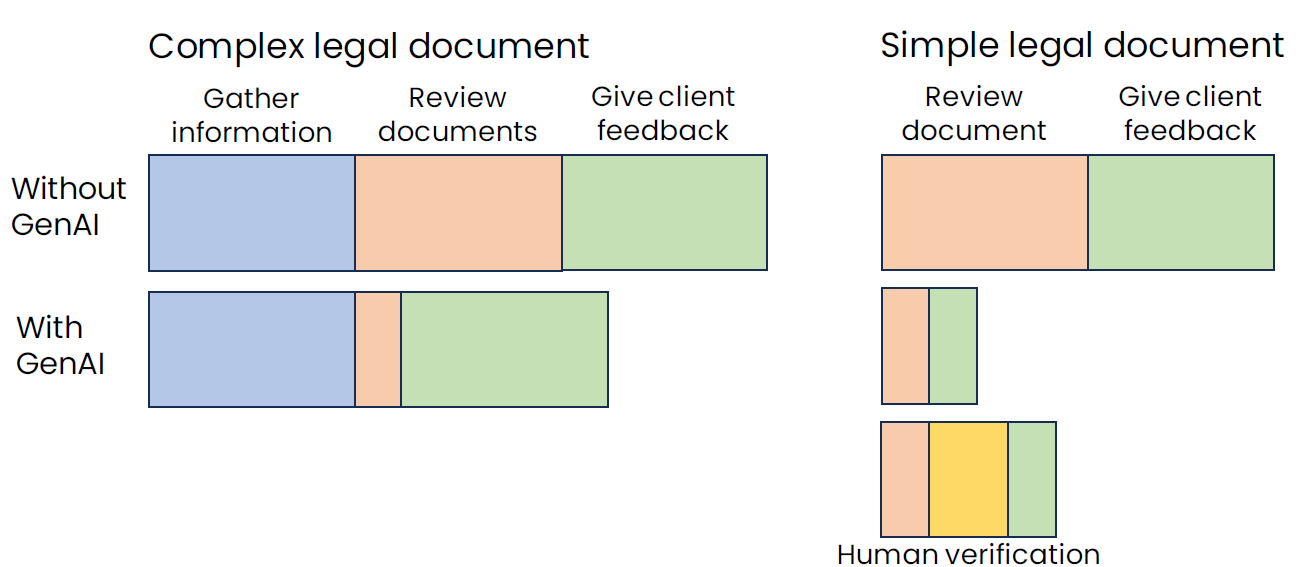 Complex legal document
Gather
information
Review
documents
Give client
feedback
Simple legal document
Review
document
Give client
feedback
Without
GenAI
With
GenAI
Human verification